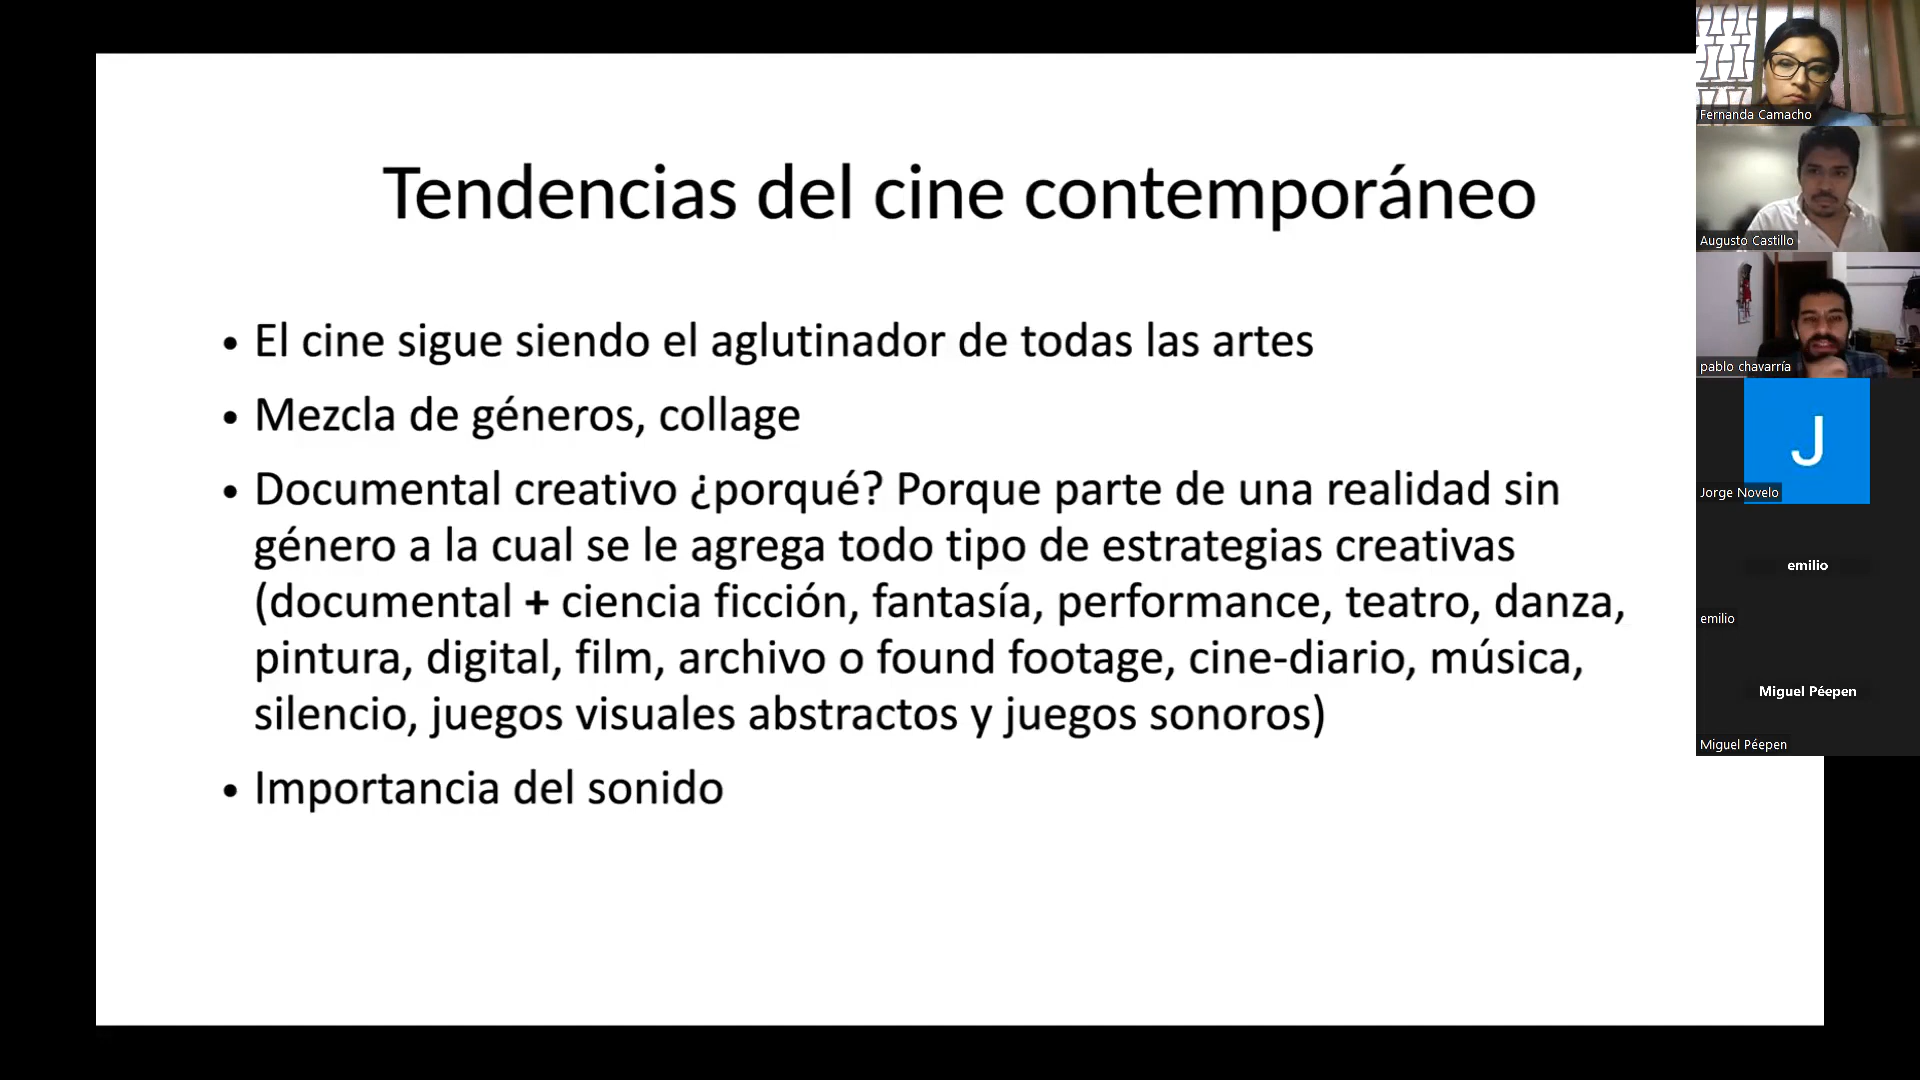 Tendencias del cine contemporáneo
• El cine sigue siendo el aglutinador de todas las artes
• Mezcla de géneros, collage
• Documental creativo ¿porqué? Porque parte de una realidad sin
género a la cual se le agrega todo tipo de estrategias creativas
(documental + ciencia ficción, fantasía, performance, teatro, danza,
pintura, digital, film, archivo o found footage, cine-diario, música,
silencio, juegos visuales abstractos y juegos sonoros)
• Importancia del sonido
Fernanda Camacho
Augusto Castillo
pablo chavarría
J
Jorge Novelo
emilio
emilio
Miguel Péepen
Miguel Péepen